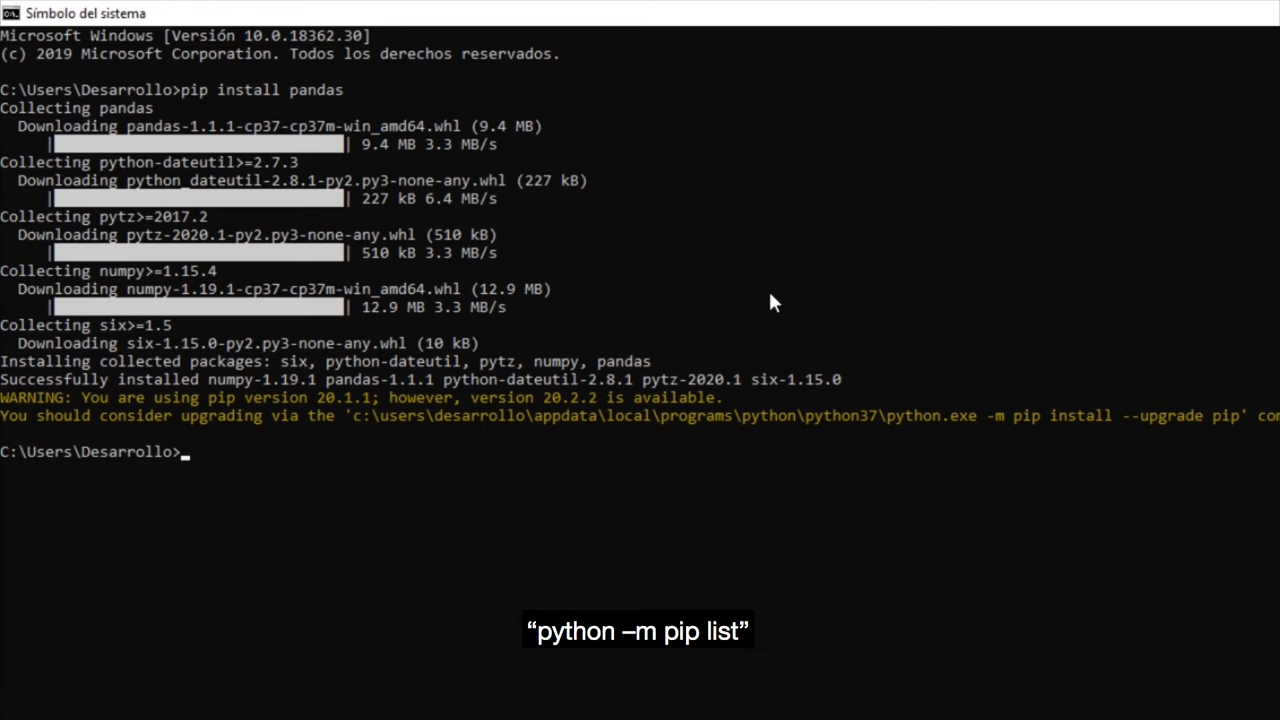 Símbolo del sistema
Microsoft Windows [Versión 10.0.18362.30]
(c) 2019 Microsoft Corporation. Todos los derechos reservados.
C:\Users\Desarrollo>pip install pandas
Collecting pandas
Downloading pandas-1.1.1-cp37-cp37m-win_amd64.whl (9.4 MB)
| | 9.4 MB 3.3 MB/s
Collecting python-dateutil>=2.7.3
Downloading python_dateutil-2.8.1-py2.py3-none-any.whl (227 kB)
| | 227 kB 6.4 MB/s
Collecting pytz>=2017.2
Downloading pytz-2020.1-py2.py3-none-any.whl (510 kB)
| | 510 kB 3.3 MB/s
Collecting numpy>=1.15.4
Downloading numpy-1.19.1-cp37-cp37m-win_amd64.whl (12.9 MB)
| | 12.9 MB 3.3 MB/s
Collecting six>=1.5
Downloading six-1.15.0-py2.py3-none-any.whl (10 kB)
Installing collected packages: six, python-dateutil, pytz, numpy, pandas
Successfully installed numpy-1.19.1 pandas-1.1.1 python-dateutil-2.8.1 pytz-2020.1 six-1.15.0
WARNING: You are using pip version 20.1.1; however, version 20.2.2 is available.
You should consider upgrading via the 'c:\users\desarrollo\appdata\local\programs\python\python37\python.exe -m pip install --upgrade pip' com
C:\Users\Desarrollo>
“python –m pip list”